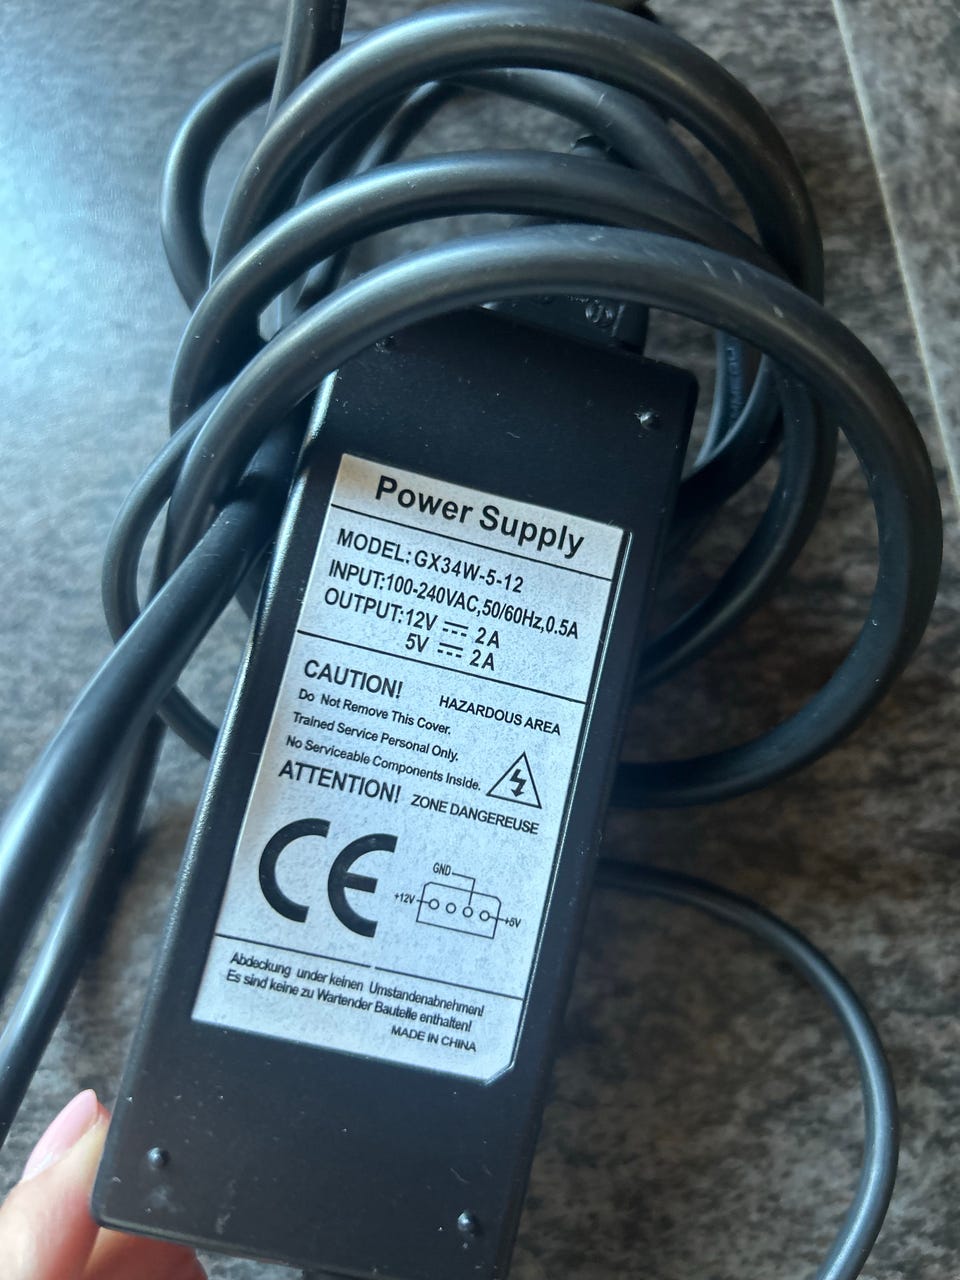 Power Supply
MODEL:GX34W-5-12
INPUT:100-240VAC,50/60Hz,0.5A
OUTPUT:12V ⎓ 2A
5V ⎓ 2A
CAUTION! HAZARDOUS AREA
Do Not Remove This Cover.
Trained Service Personal Only.
No Serviceable Components Inside.
ATTENTION! ZONE DANGEREUSE
CE
GND
+12V
+5V
Abdeckung under keinen Umstandenabnehmen!
Es sind keine zu Wartender Bauteile enthalten!
MADE IN CHINA